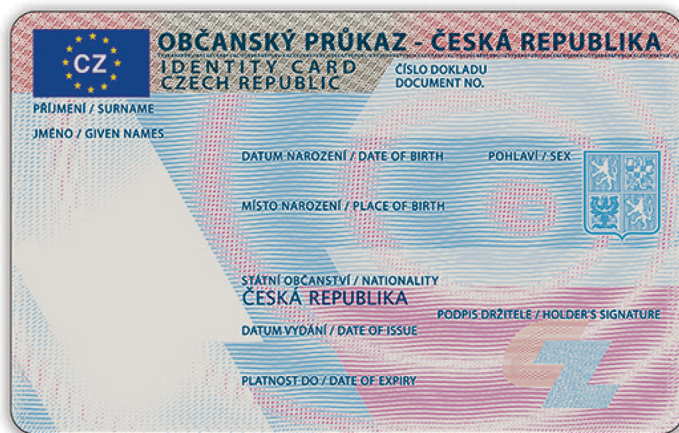 CZ
OBČANSKÝ PRŮKAZ - ČESKÁ REPUBLIKA
IDENTITY CARD
CZECH REPUBLIC
ČÍSLO DOKLADU
DOCUMENT NO.
PŘÍJMENÍ / SURNAME
JMÉNO / GIVEN NAMES
DATUM NAROZENÍ / DATE OF BIRTH
POHLAVÍ / SEX
MÍSTO NAROZENÍ / PLACE OF BIRTH
STÁTNÍ OBČANSTVÍ / NATIONALITY
ČESKÁ REPUBLIKA
PODPIS DRŽITELE / HOLDER'S SIGNATURE
DATUM VYDÁNÍ / DATE OF ISSUE
CZ
PLATNOST DO / DATE OF EXPIRY